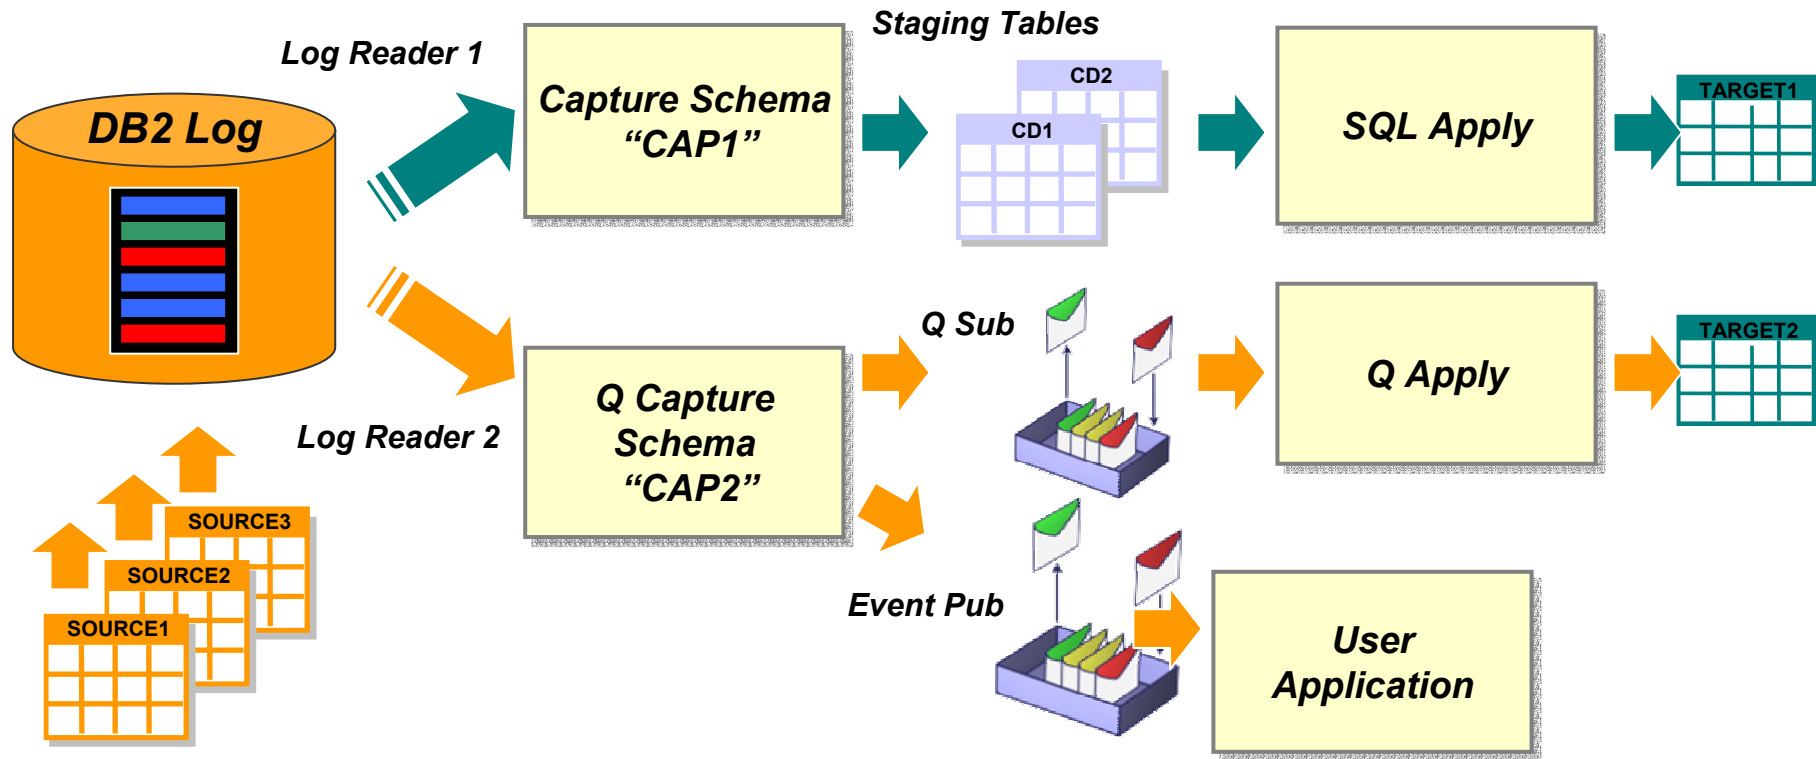 Staging Tables
Log Reader 1
Capture Schema
“CAP1”
CD2
CD1
SQL Apply
TARGET1
DB2 Log
Q Sub
Q Apply
TARGET2
Log Reader 2
Q Capture
Schema
“CAP2”
SOURCE3
SOURCE2
SOURCE1
Event Pub
User
Application